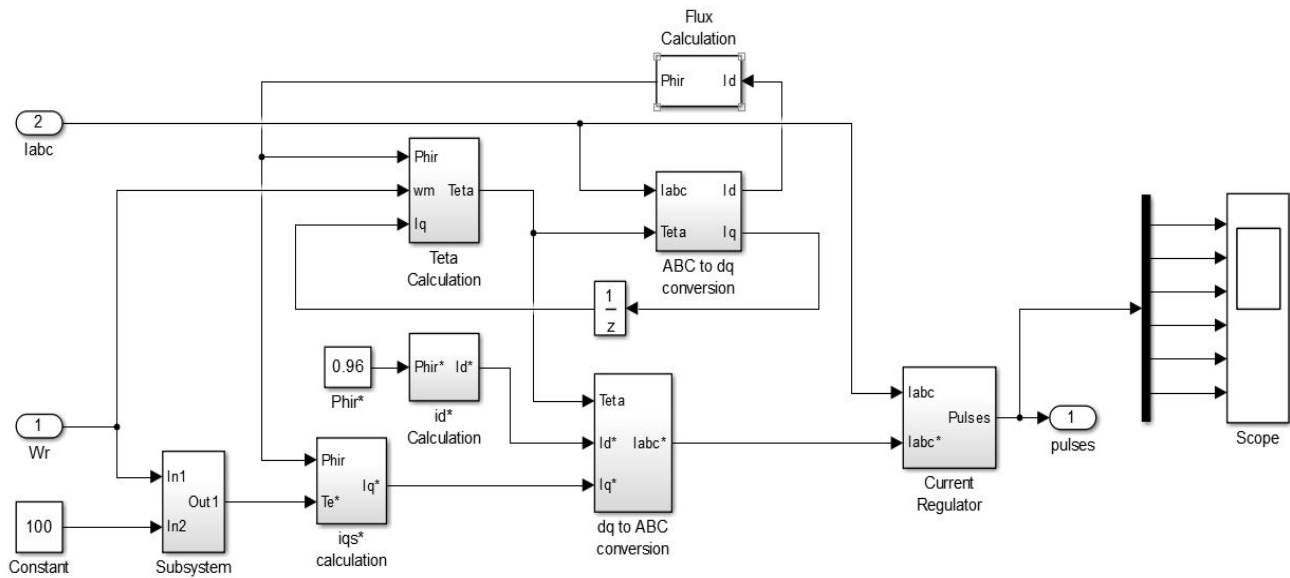 Flux
Calculation
Phir Id
2
Iabc
Phir
wm Teta
Iq
Teta
Calculation
Iabc Id
Teta Iq
ABC to dq
conversion
1
z
0.96
Phir*
Phir* Id*
id*
Calculation
Teta
Id* Iabc*
Iq*
dq to ABC
conversion
Iabc
Pulses
Iabc*
Current
Regulator
1
pulses
Scope
1
Wr
In1
Out1
In2
Subsystem
100
Constant
Phir
Iq*
Te*
iqs*
calculation